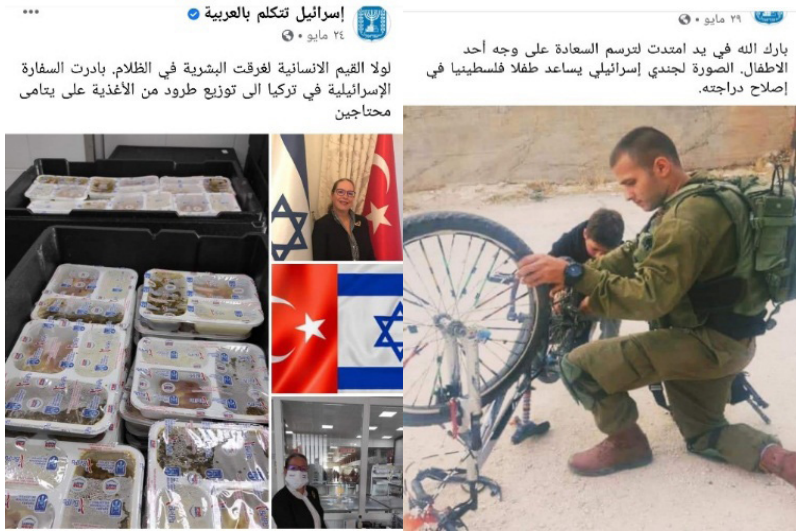 إسرائيل تتكلم بالعربية
٢٤ مايو
لولا القيم الانسانية لغرقت البشرية في الظلام. بادرت السفارة
الإسرائيلية في تركيا الى توزيع طرود من الأغذية على يتامى
محتاجين
٢٩ مايو
بارك الله في يد امتدت لترسم السعادة على وجه أحد
الاطفال. الصورة لجندي إسرائيلي يساعد طفلا فلسطينيا في
إصلاح دراجته.